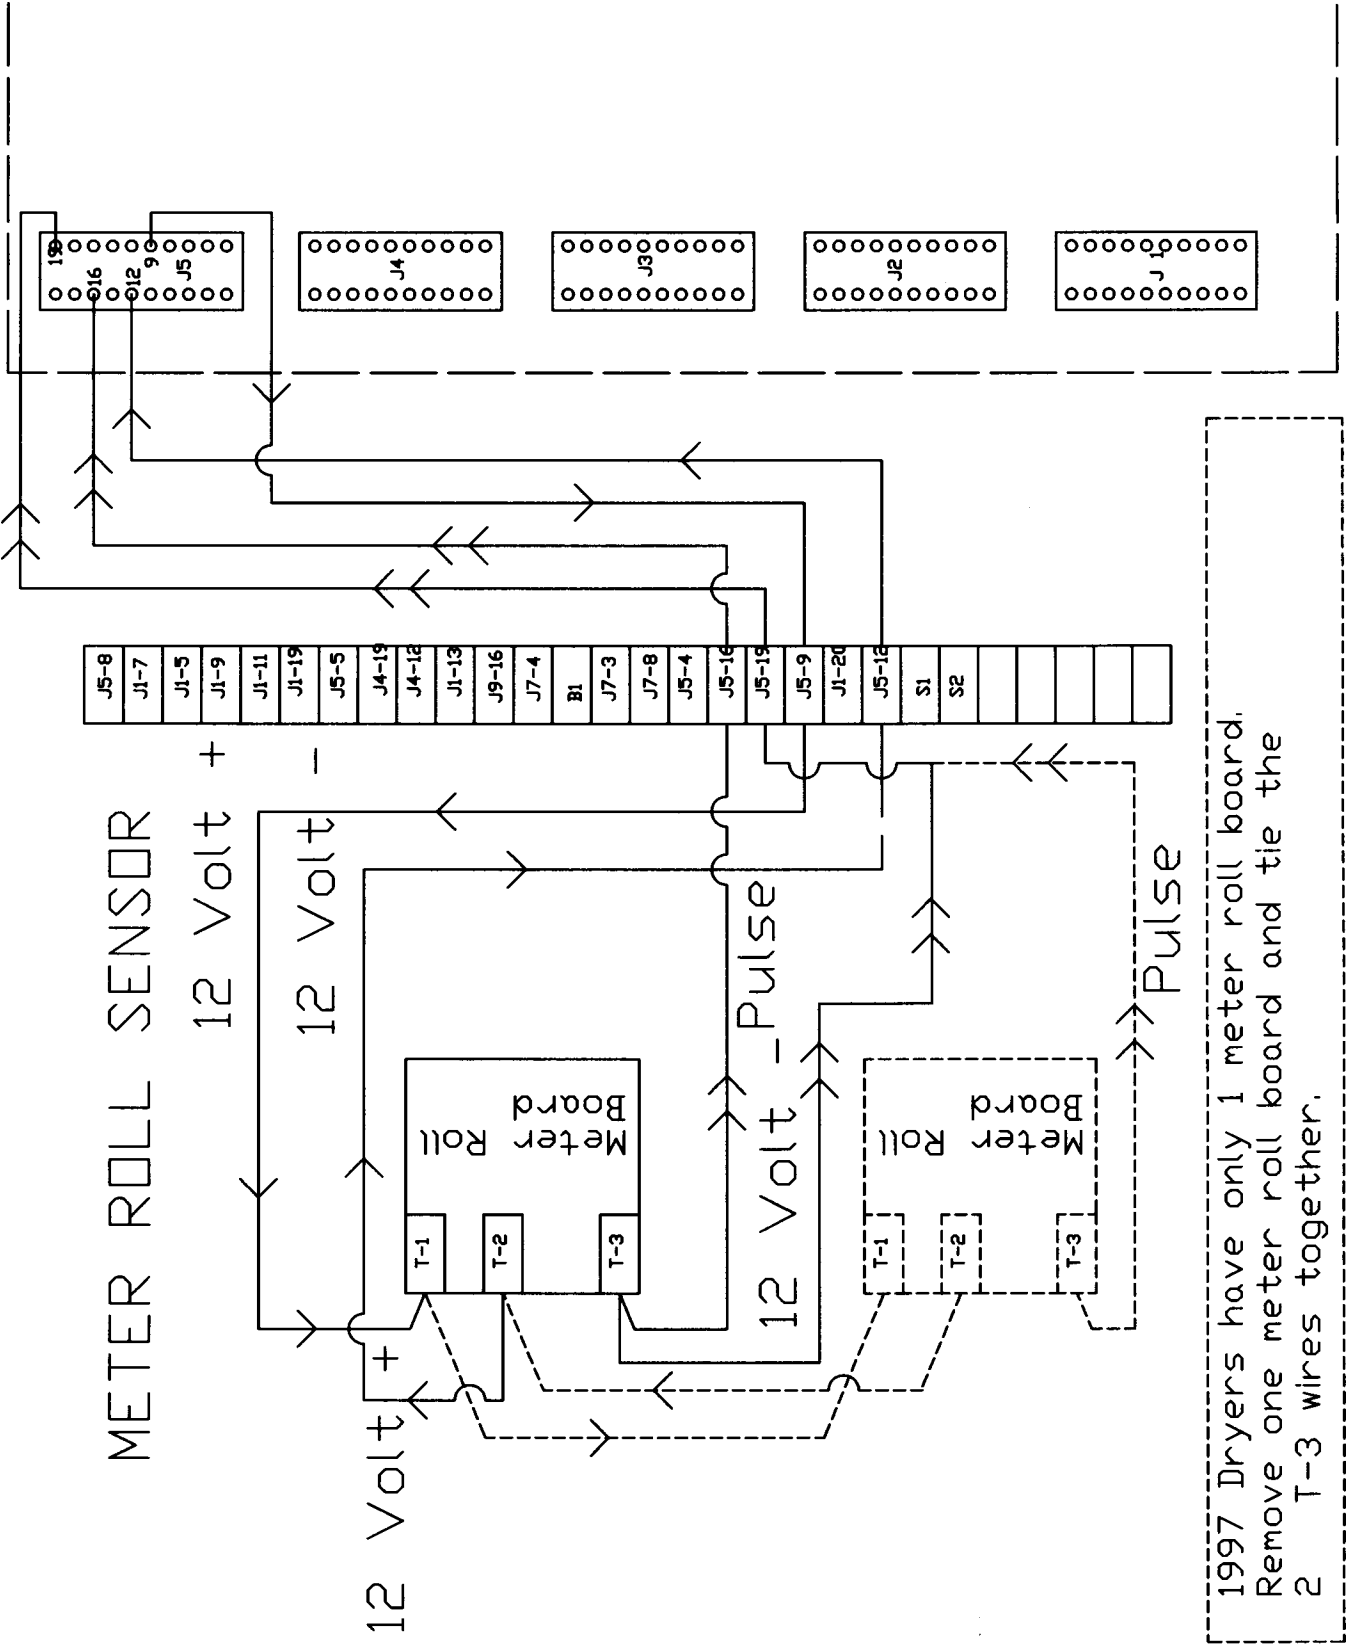 METER ROLL SENSOR
12 Volt +
12 Volt -
12 Volt +
12 Volt -
Pulse
Pulse
Meter Roll
Board
T-1
T-2
T-3
Meter Roll
Board
T-1
T-2
T-3
J5-8
J1-7
J1-5
J1-9
J1-11
J1-19
J5-5
J4-19
J4-12
J1-13
J9-16
J7-4
B1
J7-3
J7-8
J5-4
J5-16
J5-19
J5-9
J1-20
J5-12
S1
S2
19
16
12
9
J5
J4
J3
J2
J 1
1997 Dryers have only 1 meter roll board.
Remove one meter roll board and tie the
2 T-3 wires together.